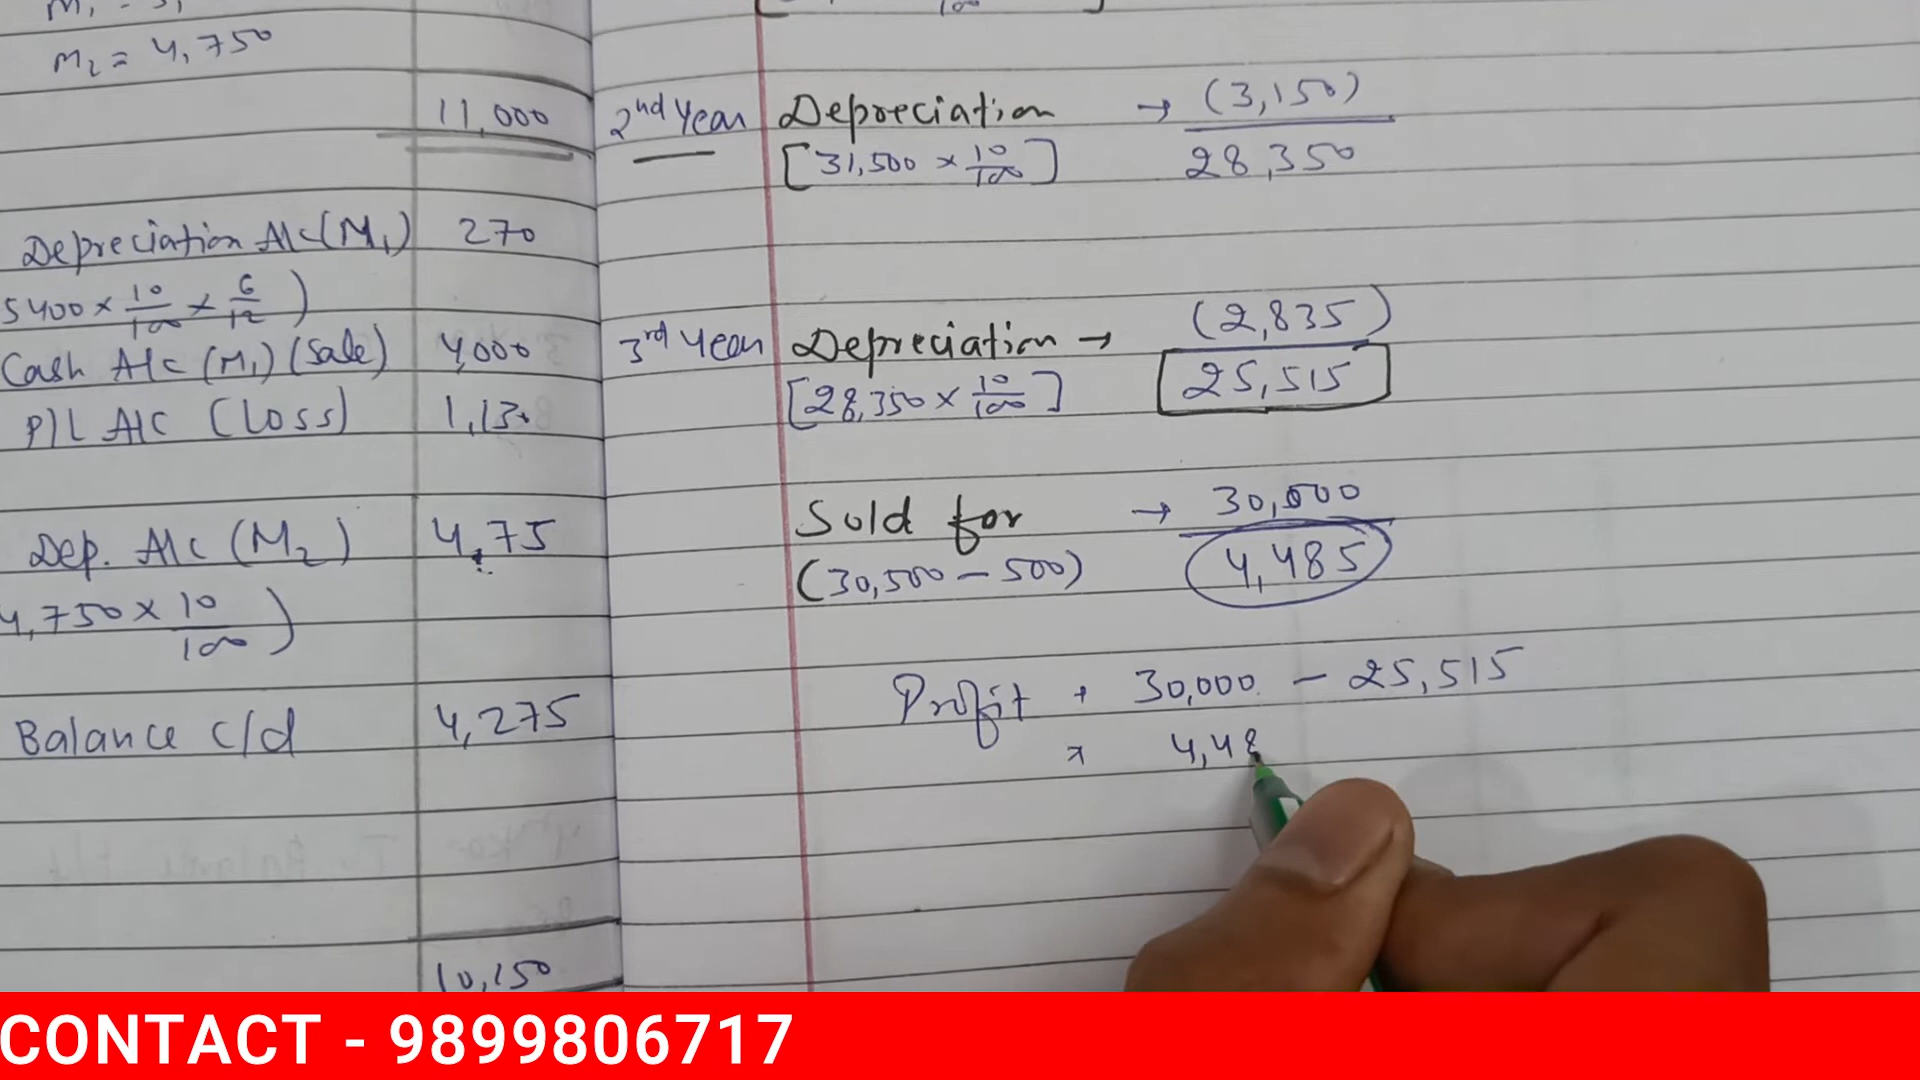 M2 = 4,750
11,000
Depreciation A/c (M1) 270
5400 × 10/100 × 6/12 )
Cash A/c (M1) (Sale) 4,000
P/L A/C (Loss) 1,130
Dep. A/c (M2) 4,75
4,750 × 10/100 )
Balance c/d 4,275
10,150
2nd Year Depreciation → (3,150)
[31,500 × 10/100] 28,350
3rd Year Depreciation → (2,835)
[28,350 × 10/100] 25,515
Sold for → 30,000
(30,500 - 500) 4,485
Profit 30,000 - 25,515
4,48
CONTACT - 9899806717